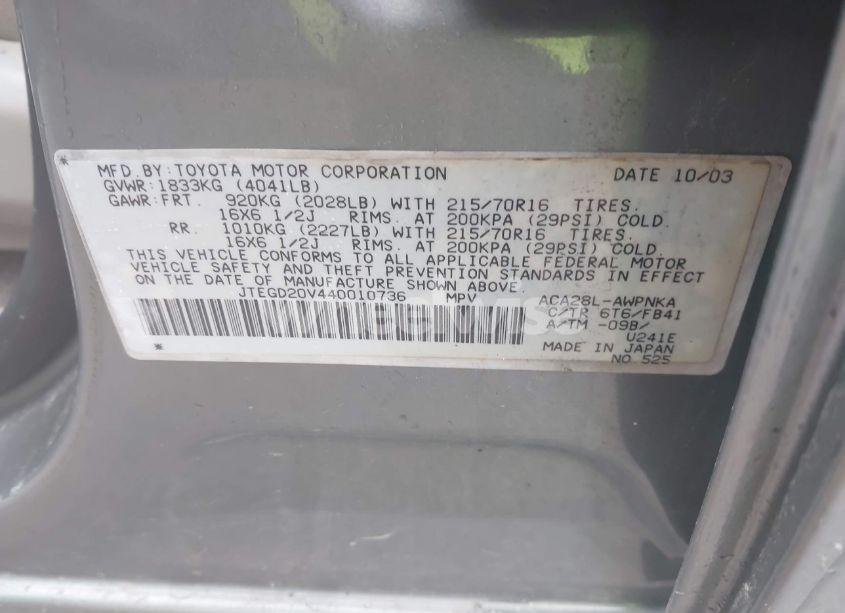 MFD.BY:TOYOTA MOTOR CORPORATION DATE 10/03
GVWR:1833KG (4041LB)
GAWR:FRT. 920KG (2028LB) WITH 215/70R16 TIRES.
16X6 1/2J RIMS. AT 200KPA (29PSI) COLD.
RR. 1010KG (2227LB) WITH 215/70R16 TIRES.
16X6 1/2J RIMS. AT 200KPA (29PSI) COLD.
THIS VEHICLE CONFORMS TO ALL APPLICABLE FEDERAL MOTOR
VEHICLE SAFETY AND THEFT PREVENTION STANDARDS IN EFFECT
ON THE DATE OF MANUFACTURE SHOWN ABOVE.
JTEGD20V440010736 MPV ACA28L-AWPNKA
C/TR 6T6/FB41
A/TM -09B/
U241E
MADE IN JAPAN
NO.525